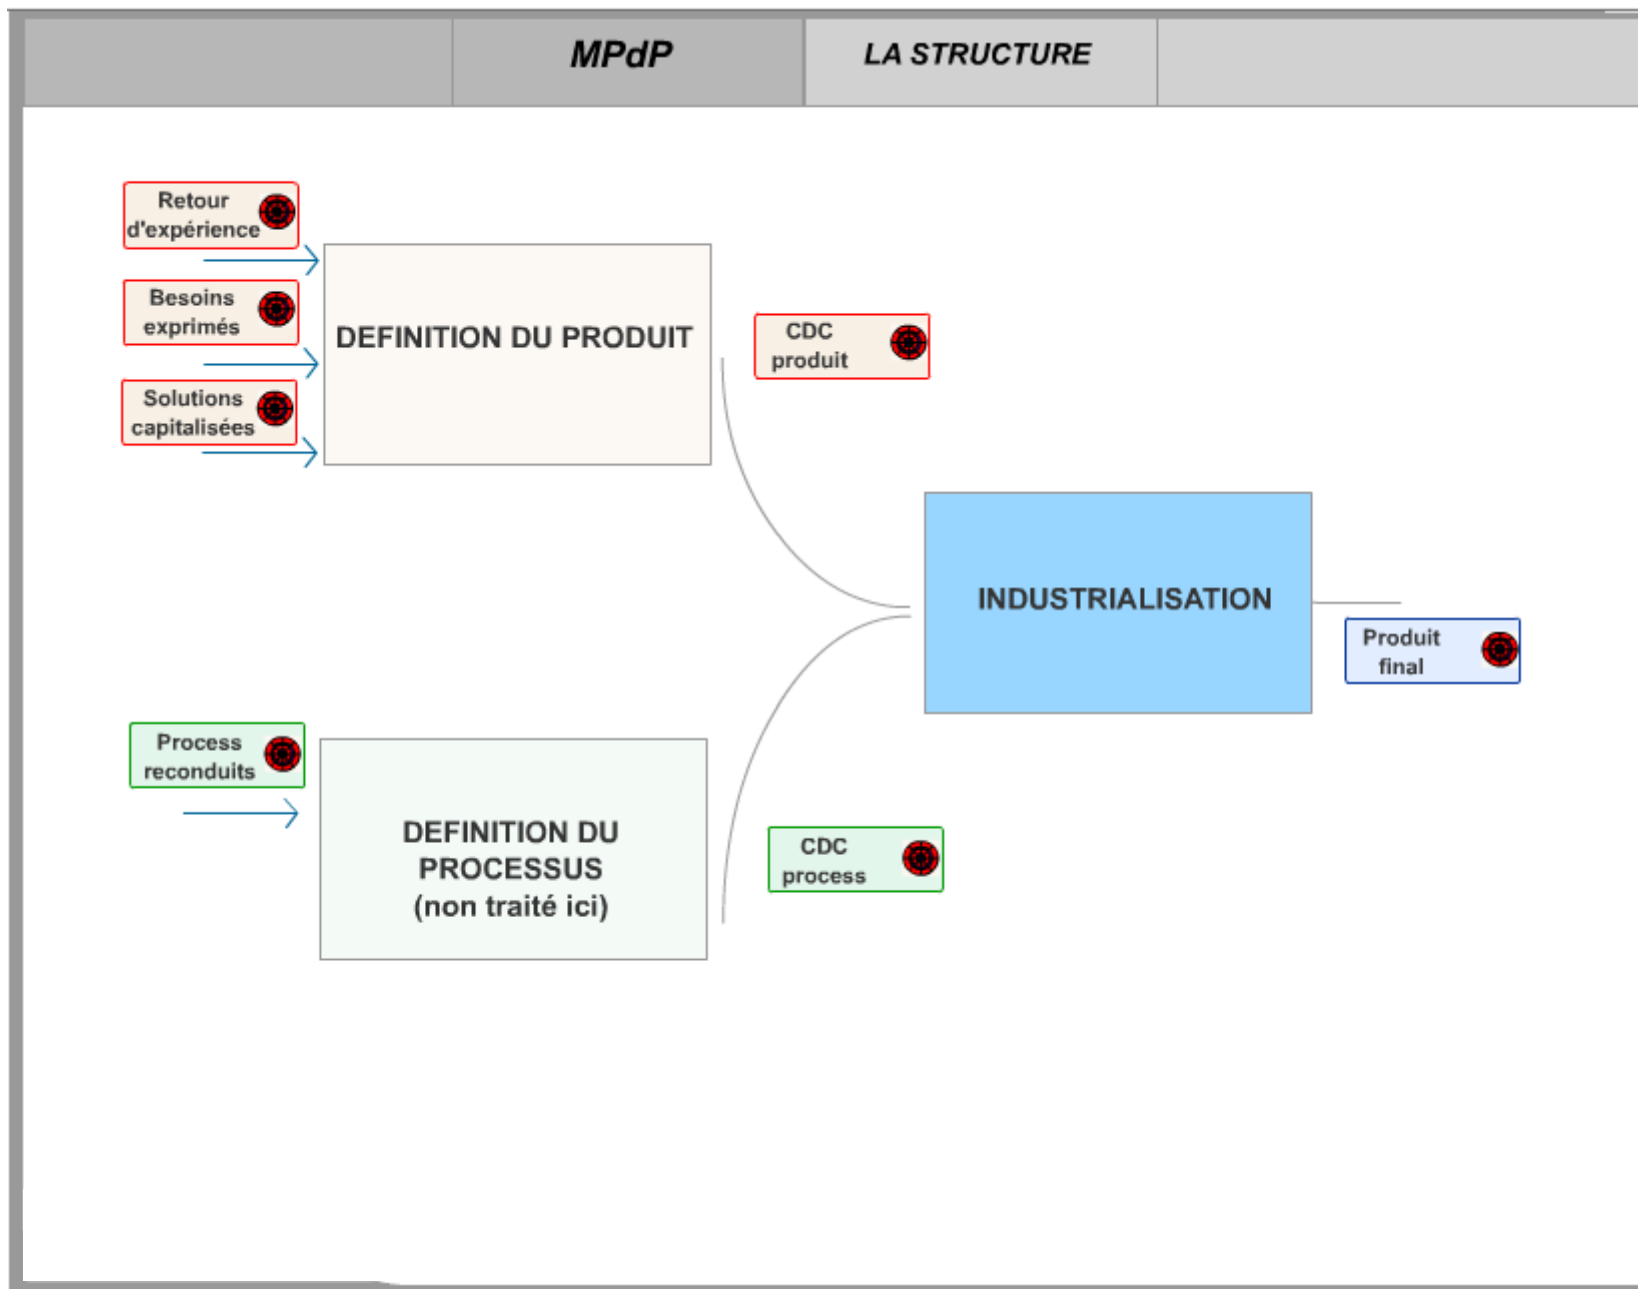 MPdP
LA STRUCTURE
Retour
d'expérience
Besoins
exprimés
Solutions
capitalisées
DEFINITION DU PRODUIT
CDC
produit
INDUSTRIALISATION
Produit
final
Process
reconduits
DEFINITION DU
PROCESSUS
(non traité ici)
CDC
process